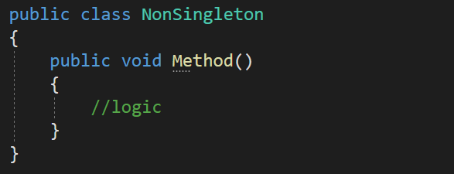 public class NonSingleton
{
    public void Method()
    {
        //logic
    }
}